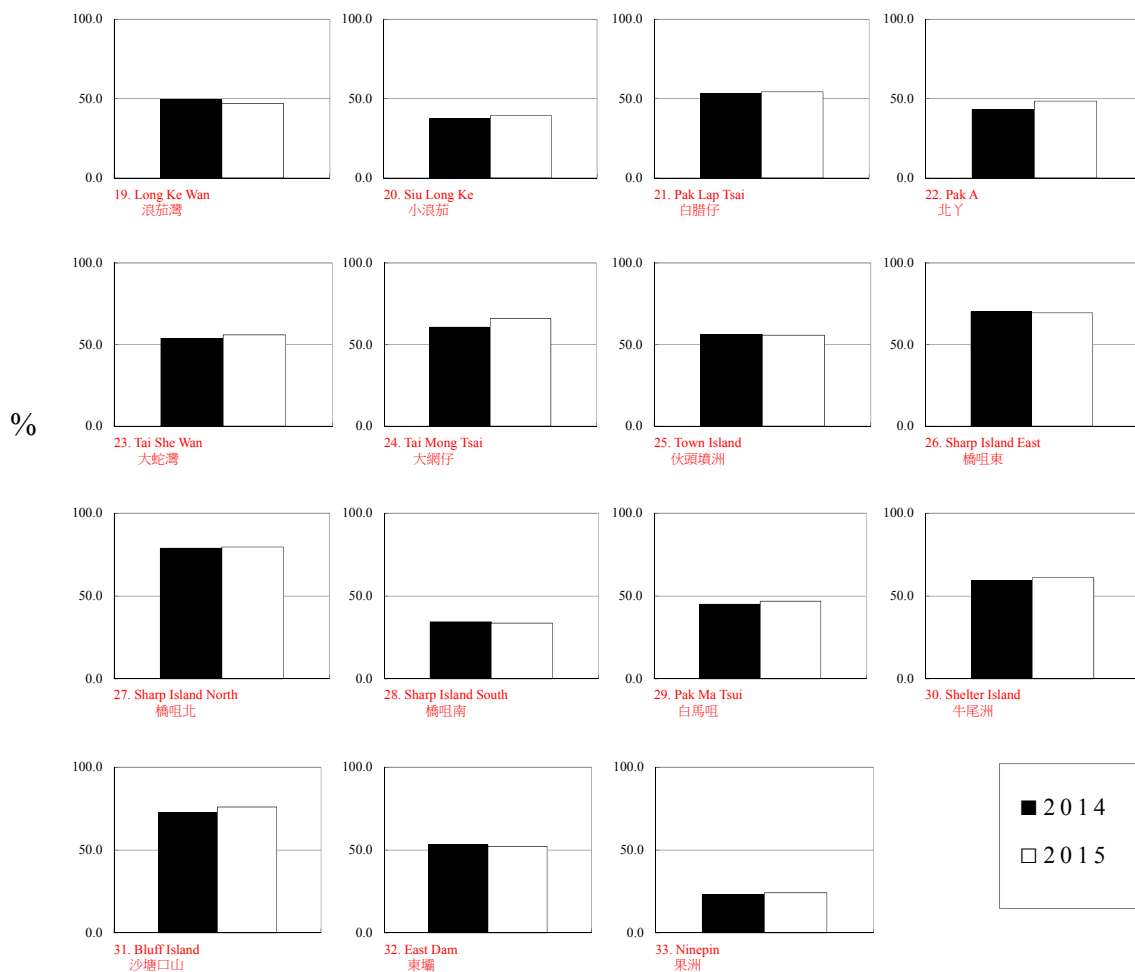 100.0
50.0
0.0
19. Long Ke Wan
浪茄灣
100.0
50.0
0.0
20. Siu Long Ke
小浪茄
100.0
50.0
0.0
21. Pak Lap Tsai
白腊仔
100.0
50.0
0.0
22. Pak A
北丫
%
100.0
50.0
0.0
23. Tai She Wan
大蛇灣
100.0
50.0
0.0
24. Tai Mong Tsai
大網仔
100.0
50.0
0.0
25. Town Island
伙頭墳洲
100.0
50.0
0.0
26. Sharp Island East
橋咀東
100.0
50.0
0.0
27. Sharp Island North
橋咀北
100.0
50.0
0.0
28. Sharp Island South
橋咀南
100.0
50.0
0.0
29. Pak Ma Tsui
白馬咀
100.0
50.0
0.0
30. Shelter Island
牛尾洲
100.0
50.0
0.0
31. Bluff Island
沙塘口山
100.0
50.0
0.0
32. East Dam
東壩
100.0
50.0
0.0
33. Ninepin
果洲
2014
2015